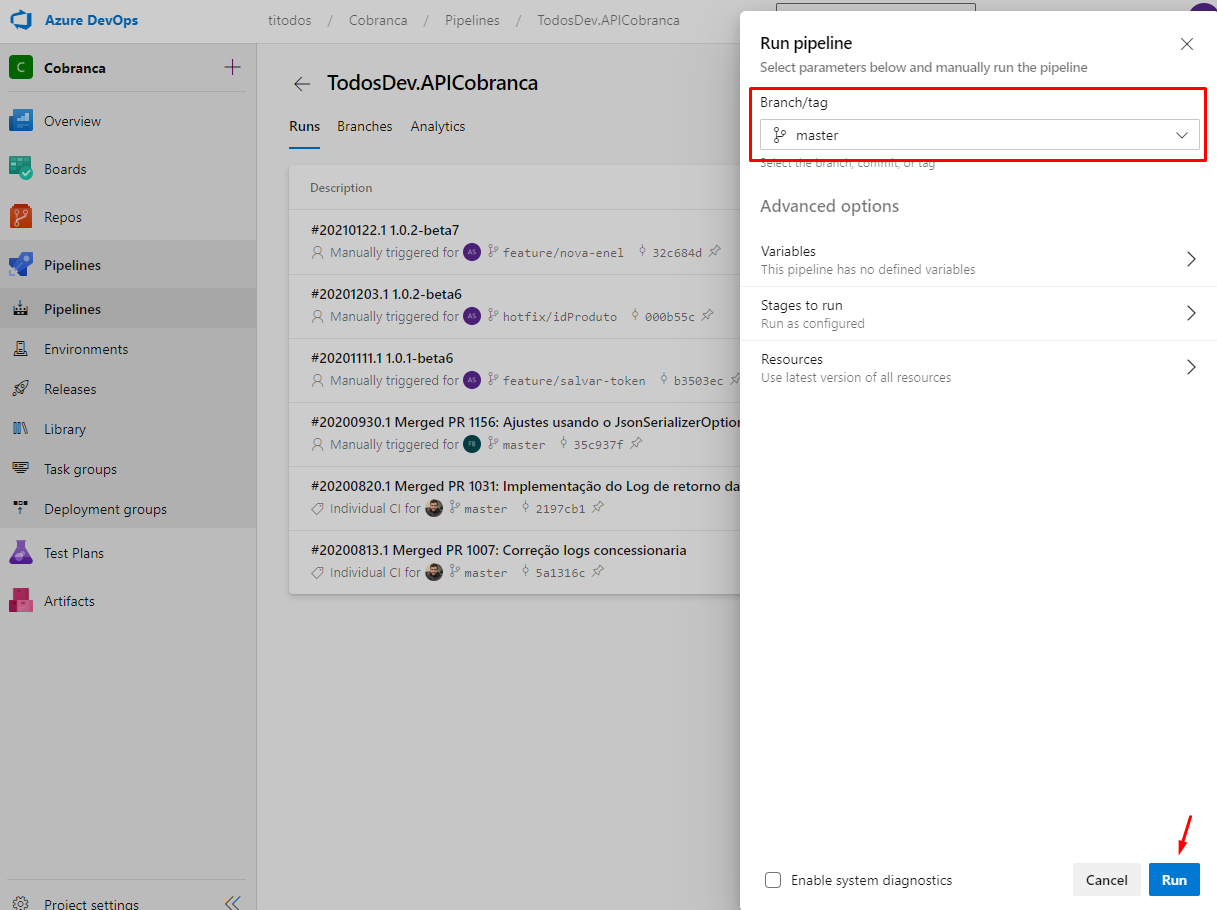 Azure DevOps
titodos / Cobranca / Pipelines / TodosDev.APICobranca
C Cobranca
Overview
Boards
Repos
Pipelines
Pipelines
Environments
Releases
Library
Task groups
Deployment groups
Test Plans
Artifacts
Project settings
TodosDev.APICobranca
Runs Branches Analytics
Description
#20210122.1 1.0.2-beta7
Manually triggered for AS feature/nova-enel 32c684d
#20201203.1 1.0.2-beta6
Manually triggered for AS hotfix/idProduto 000b55c
#20201111.1 1.0.1-beta6
Manually triggered for AS feature/salvar-token b3503ec
#20200930.1 Merged PR 1156: Ajustes usando o JsonSerializerOption
Manually triggered for FB master 35c937f
#20200820.1 Merged PR 1031: Implementação do Log de retorno da
Individual CI for master 2197cb1
#20200813.1 Merged PR 1007: Correção logs concessionaria
Individual CI for master 5a1316c
Run pipeline
Select parameters below and manually run the pipeline
Branch/tag
master
Select the branch, commit, or tag
Advanced options
Variables
This pipeline has no defined variables
Stages to run
Run as configured
Resources
Use latest version of all resources
Enable system diagnostics
Cancel
Run